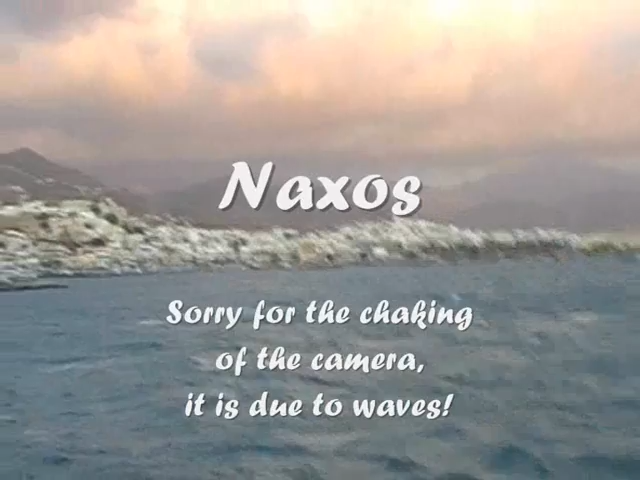 Naxos
Sorry for the chaking
of the camera,
it is due to waves!